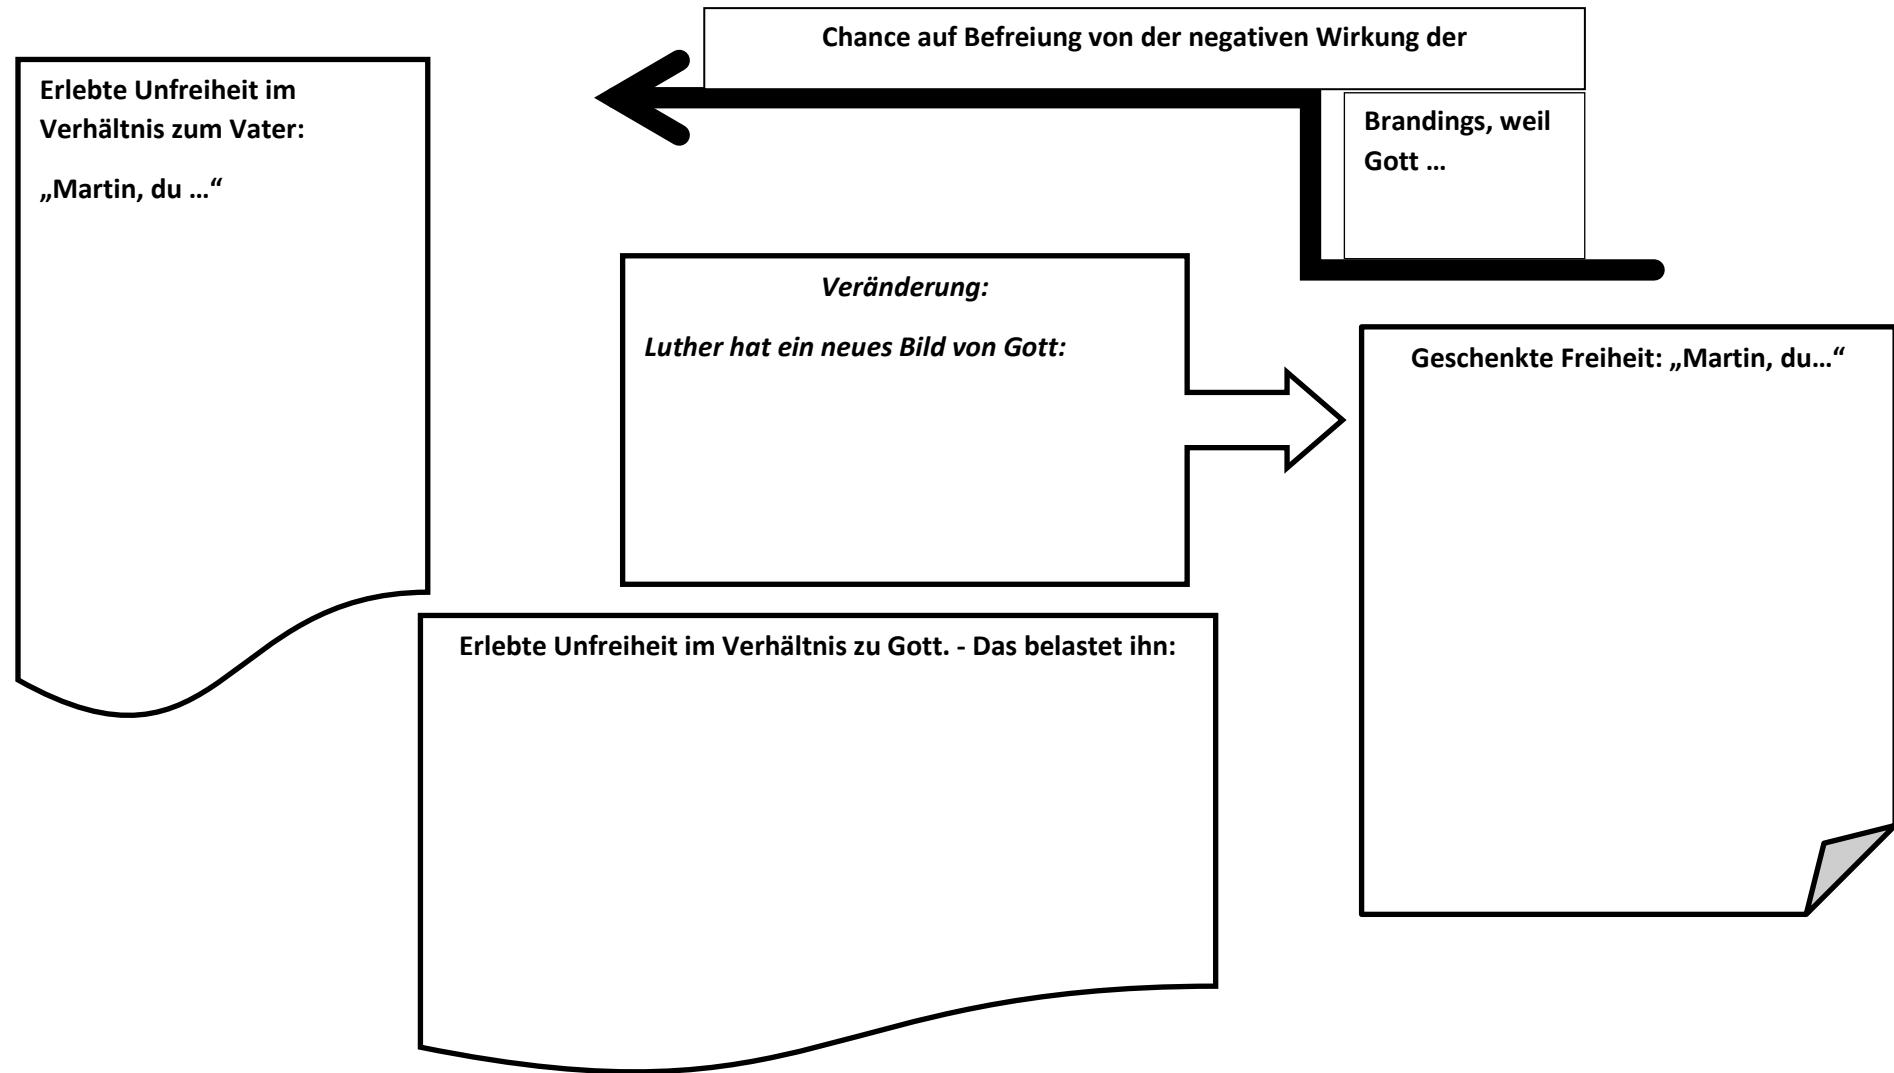 Chance auf Befreiung von der negativen Wirkung der
Brandings, weil
Gott …
Erlebte Unfreiheit im
Verhältnis zum Vater:
„Martin, du …“
Veränderung:
Luther hat ein neues Bild von Gott:
Geschenkte Freiheit: „Martin, du…“
Erlebte Unfreiheit im Verhältnis zu Gott. - Das belastet ihn: